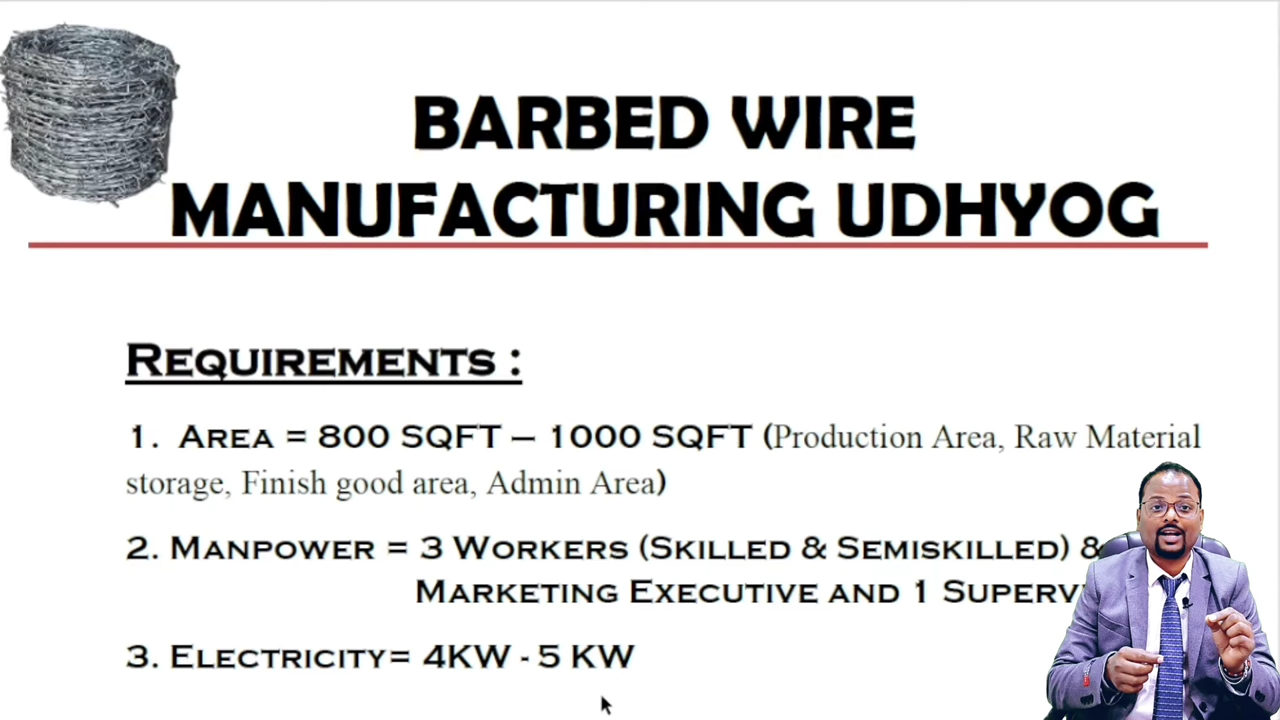 BARBED WIRE
MANUFACTURING UDHYOG
REQUIREMENTS :
1. AREA = 800 SQFT – 1000 SQFT (Production Area, Raw Material
storage, Finish good area, Admin Area)
2. MANPOWER = 3 WORKERS (SKILLED & SEMISKILLED) &
MARKETING EXECUTIVE AND 1
3. ELECTRICITY= 4KW - 5 KW